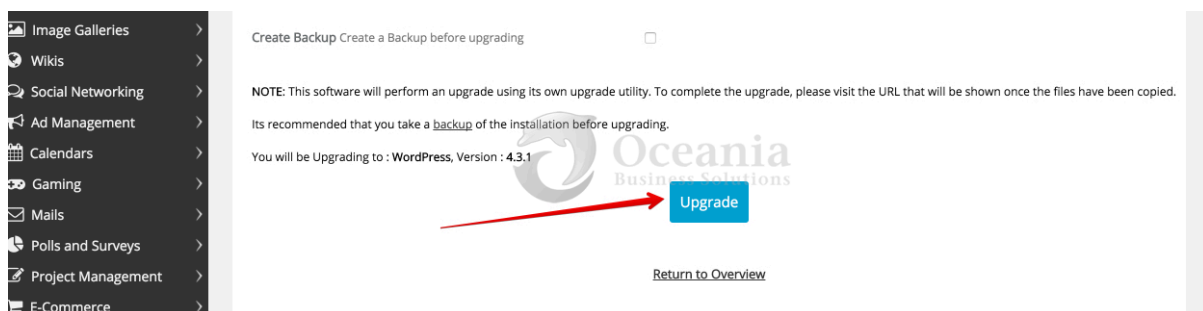 Image Galleries
Wikis
Social Networking
Ad Management
Calendars
Gaming
Mails
Polls and Surveys
Project Management
E-Commerce
Create Backup Create a Backup before upgrading
NOTE: This software will perform an upgrade using its own upgrade utility. To complete the upgrade, please visit the URL that will be shown once the files have been copied.
Its recommended that you take a backup of the installation before upgrading.
You will be Upgrading to : WordPress, Version : 4.3.1
Oceania
Business Solutions
Upgrade
Return to Overview